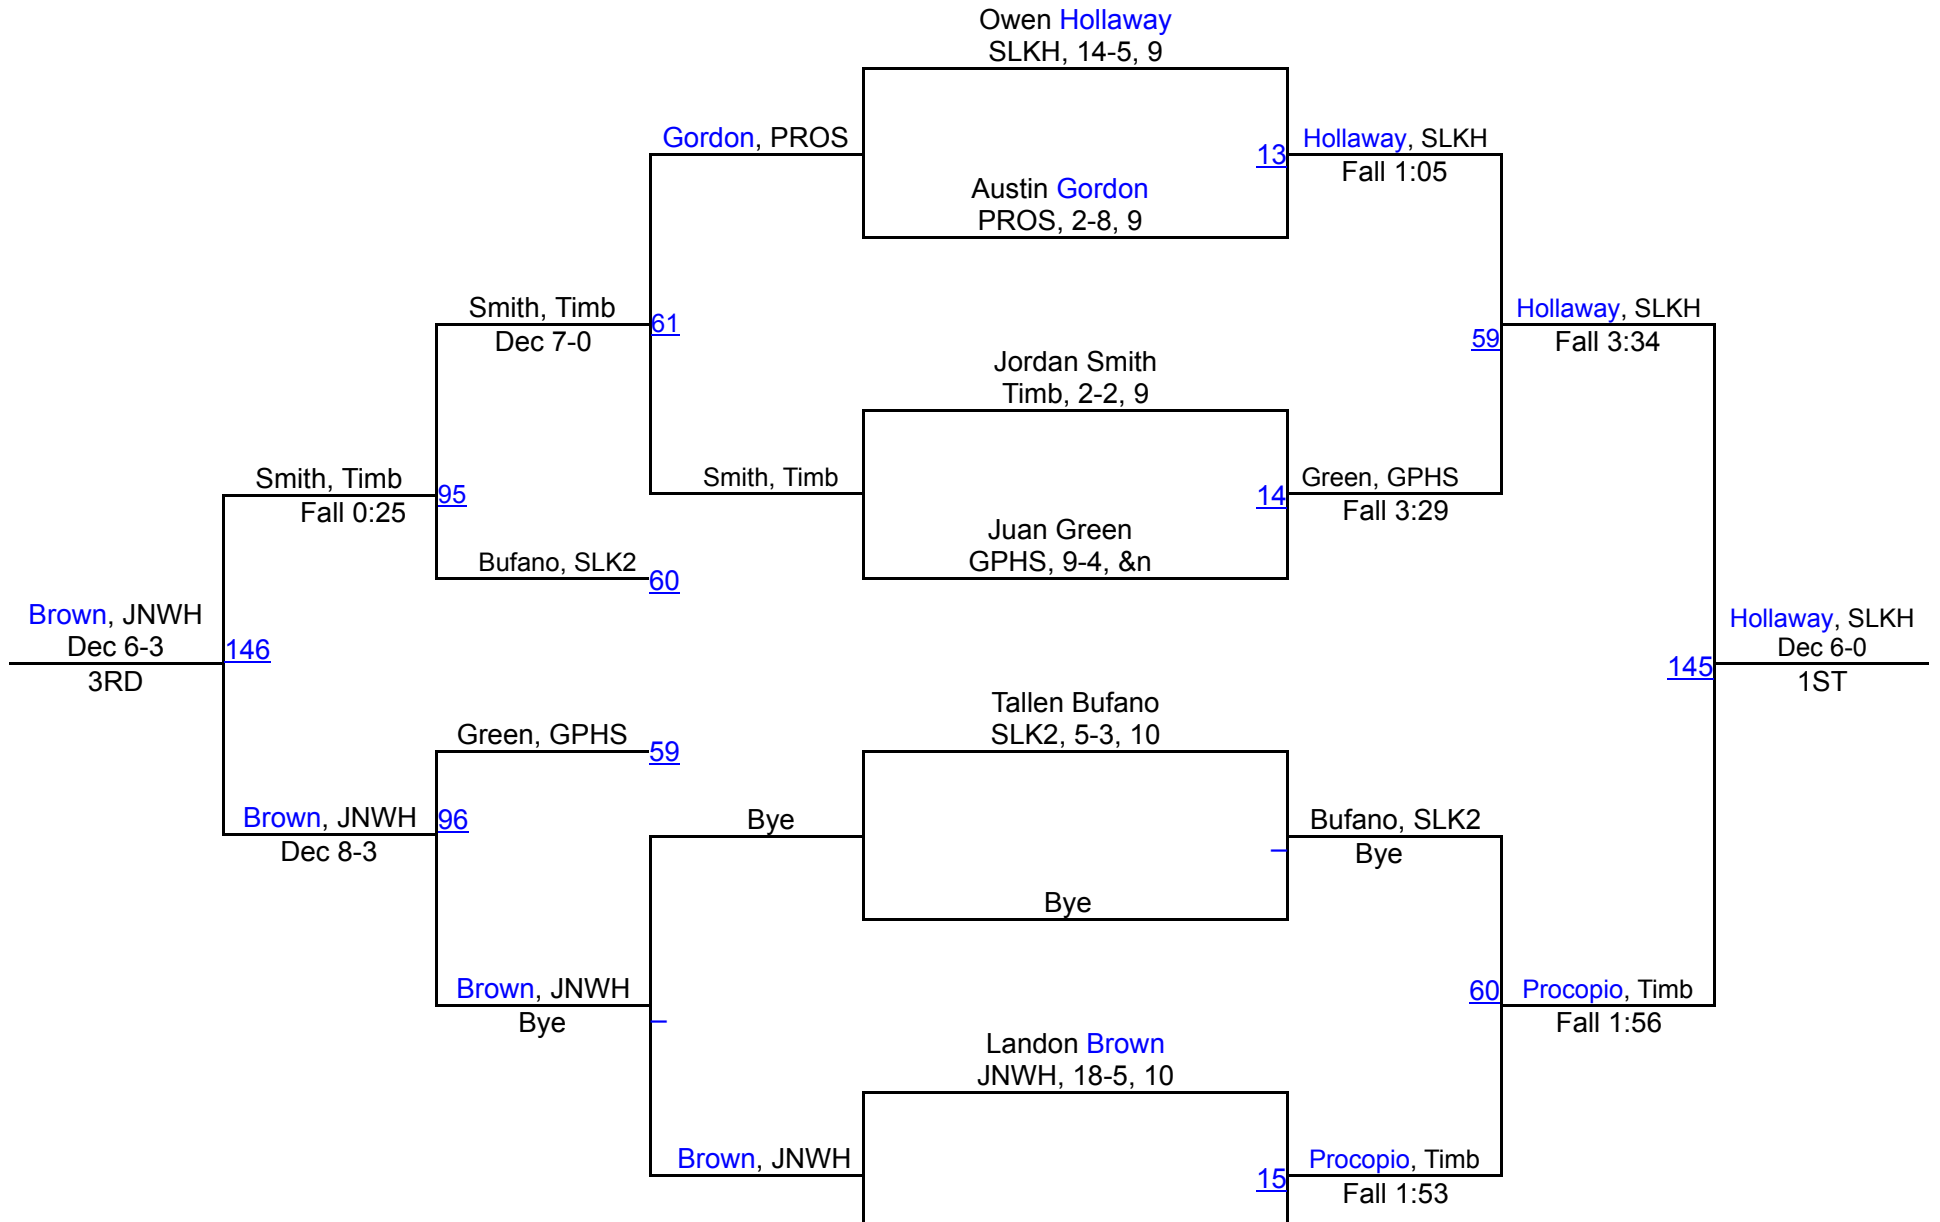 Owen Hollaway
SLKH, 14-5, 9
Gordon, PROS
13
Hollaway, SLKH
Fall 1:05
Austin Gordon
PROS, 2-8, 9
Smith, Timb
Dec 7-0
61
Hollaway, SLKH
Fall 3:34
59
Jordan Smith
Timb, 2-2, 9
Smith, Timb
Fall 0:25
95
Smith, Timb
14
Green, GPHS
Fall 3:29
Juan Green
GPHS, 9-4, &n
Bufano, SLK2
60
Brown, JNWH
Dec 6-3
3RD
146
145
Hollaway, SLKH
Dec 6-0
1ST
Tallen Bufano
SLK2, 5-3, 10
Green, GPHS
59
Brown, JNWH
Dec 8-3
96
Bye
Bufano, SLK2
Bye
Bye
Brown, JNWH
Bye
60
Procopio, Timb
Fall 1:56
Landon Brown
JNWH, 18-5, 10
Brown, JNWH
15
Procopio, Timb
Fall 1:53